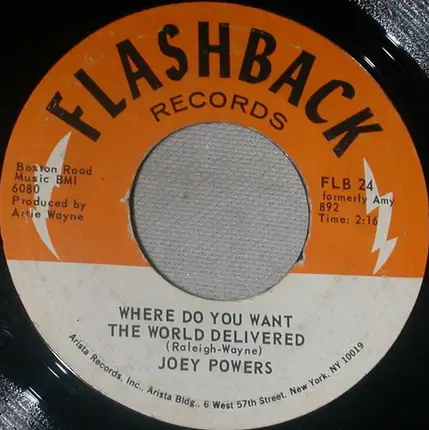 FLASHBACK
RECORDS
Boston Road
Music BMI
6080
Produced by
Artie Wayne
FLB 24
formerly Amy
892
Time: 2:16
WHERE DO YOU WANT
THE WORLD DELIVERED
(Raleigh-Wayne)
JOEY POWERS
Arista Records, Inc., Arista Bldg., 6 West 57th Street, New York, NY 10019